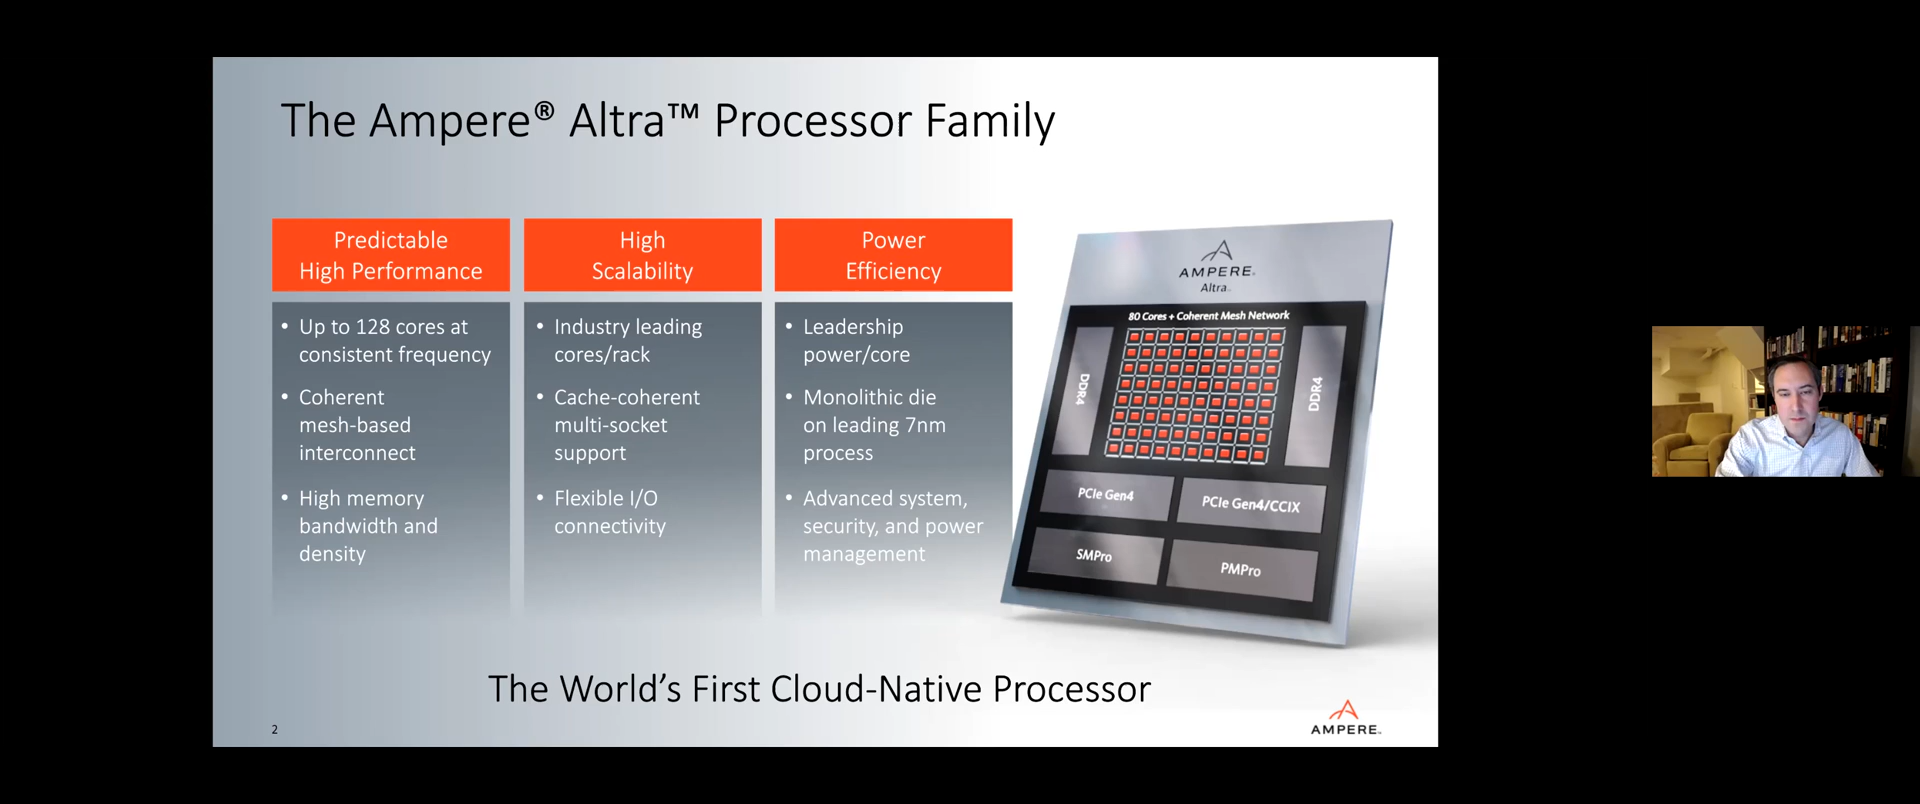 The Ampere® Altra™ Processor Family
Predictable
High Performance
• Up to 128 cores at
consistent frequency
• Coherent
mesh-based
interconnect
• High memory
bandwidth and
density
High
Scalability
• Industry leading
cores/rack
• Cache-coherent
multi-socket
support
• Flexible I/O
connectivity
Power
Efficiency
• Leadership
power/core
• Monolithic die
on leading 7nm
process
• Advanced system,
security, and power
management
AMPERE
Altra
80 Cores + Coherent Mesh Network
DDR4
DDR4
PCIe Gen4
PCIe Gen4/CCIX
SMPro
PMPro
The World's First Cloud-Native Processor
2
AMPERE